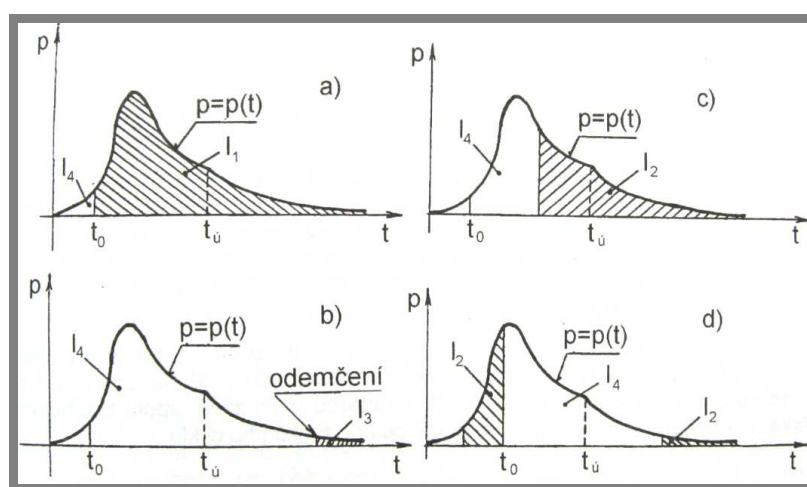 p
a)
p=p(t)
I₁
I₄
t₀
tᵤ́
t
p
c)
p=p(t)
I₄
I₂
t₀
tᵤ́
t
p
b)
p=p(t)
I₄
odemčení
I₃
t₀
tᵤ́
t
p
d)
p=p(t)
I₂
I₄
I₂
t₀
tᵤ́
t